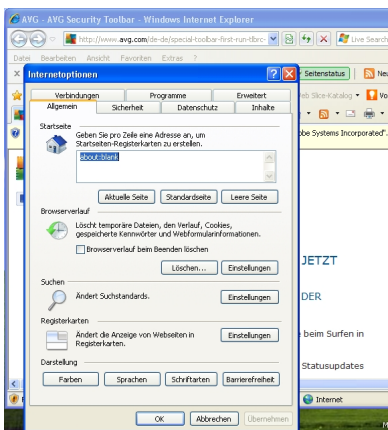 AVG - AVG Security Toolbar - Windows Internet Explorer
http://www.avg.com/de-de/special-toolbar-first-run-tlbrc-
Live Search
Datei Bearbeiten Ansicht Favoriten Extras ?
Internetoptionen
Seitenstatus
Verbindungen Programme Erweitert
Allgemein Sicherheit Datenschutz Inhalte
Web Slice-Katalog
Startseite
Geben Sie pro Zeile eine Adresse an, um
Startseiten-Registerkarten zu erstellen.
obe Systems Incorporated".
about:blank
Aktuelle Seite Standardseite Leere Seite
Browserverlauf
Löscht temporäre Dateien, den Verlauf, Cookies,
gespeicherte Kennwörter und Webformularinformationen.
Browserverlauf beim Beenden löschen
JETZT
Löschen... Einstellungen
Suchen
Ändert Suchstandards.
Einstellungen
DER
Registerkarten
Ändert die Anzeige von Webseiten in
Registerkarten.
Einstellungen
beim Surfen in
Darstellung
Statusupdates
Farben Sprachen Schriftarten Barrierefreiheit
Internet
OK Abbrechen Übernehmen